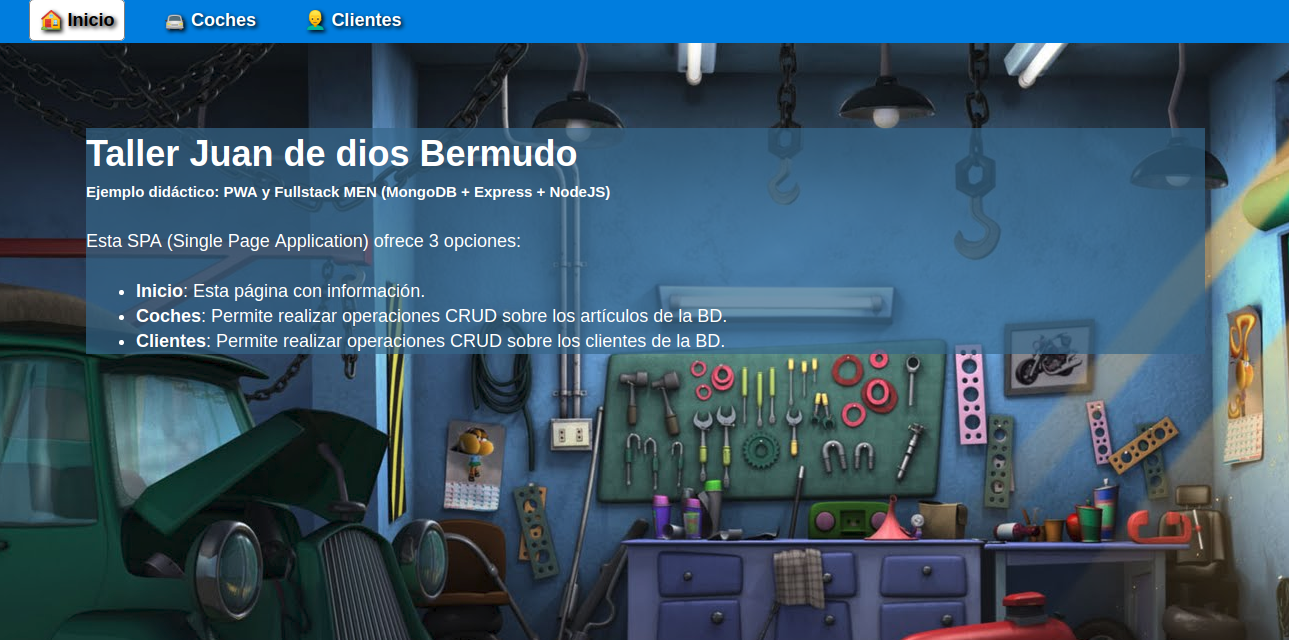 Inicio Coches Clientes
Taller Juan de dios Bermudo
Ejemplo didáctico: PWA y Fullstack MEN (MongoDB + Express + NodeJS)
Esta SPA (Single Page Application) ofrece 3 opciones:
Inicio: Esta página con información.
Coches: Permite realizar operaciones CRUD sobre los artículos de la BD.
Clientes: Permite realizar operaciones CRUD sobre los clientes de la BD.